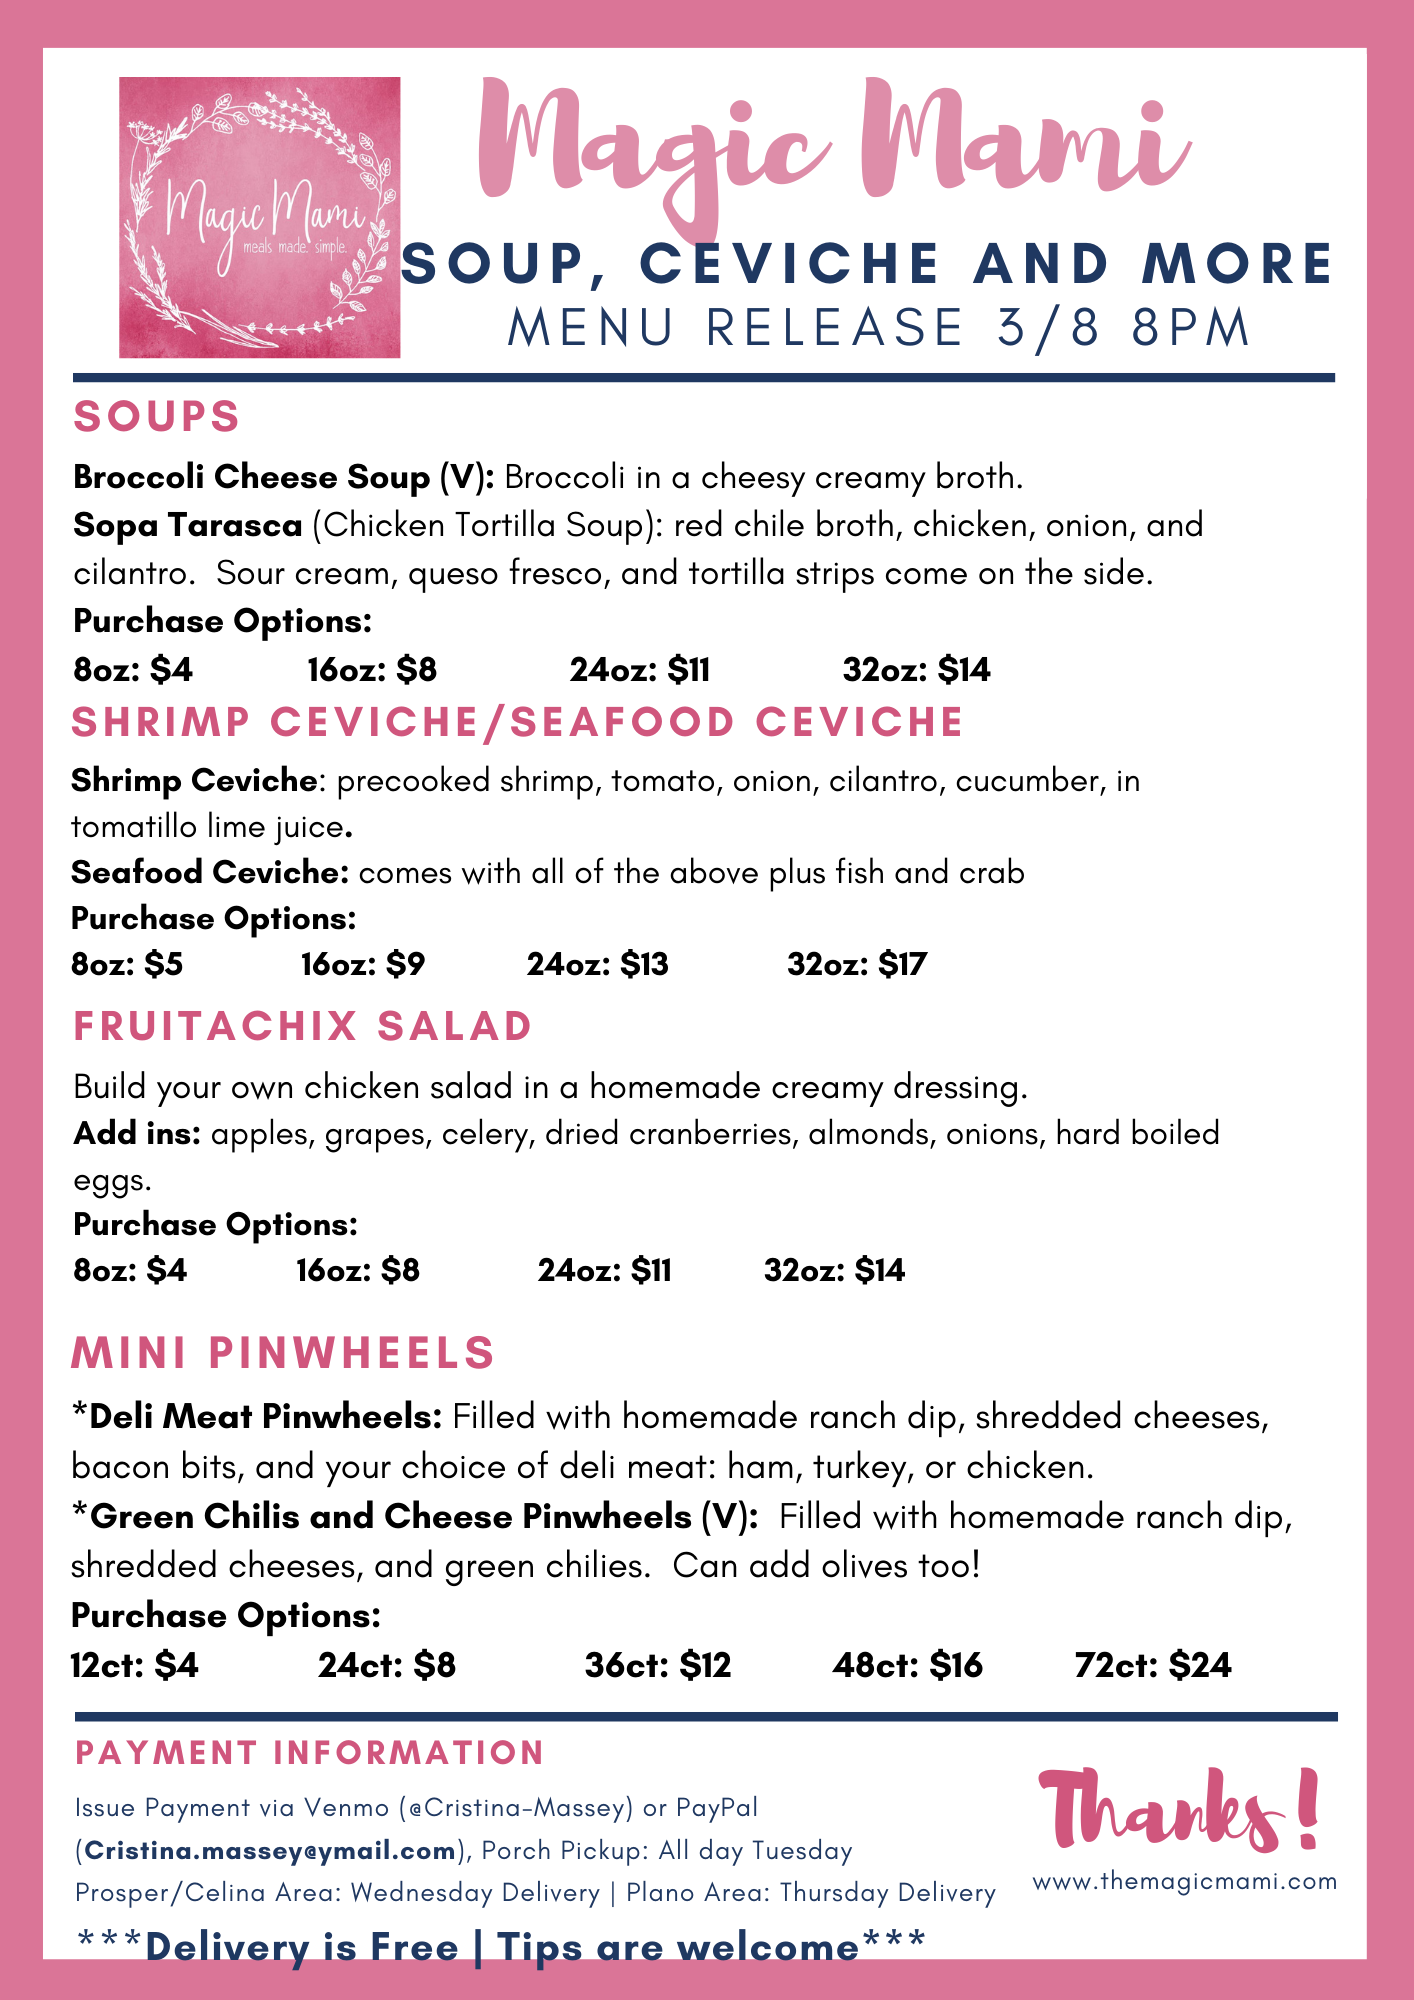 Magic Mami
meals made. simple.
Magic Mami
SOUP, CEVICHE AND MORE
MENU RELEASE 3/8 8PM
SOUPS
Broccoli Cheese Soup (V): Broccoli in a cheesy creamy broth.
Sopa Tarasca (Chicken Tortilla Soup): red chile broth, chicken, onion, and
cilantro.  Sour cream, queso fresco, and tortilla strips come on the side.
Purchase Options:
8oz: $4 16oz: $8 24oz: $11 32oz: $14
SHRIMP CEVICHE/SEAFOOD CEVICHE
Shrimp Ceviche: precooked shrimp, tomato, onion, cilantro, cucumber, in
tomatillo lime juice.
Seafood Ceviche: comes with all of the above plus fish and crab
Purchase Options:
8oz: $5 16oz: $9 24oz: $13 32oz: $17
FRUITACHIX SALAD
Build your own chicken salad in a homemade creamy dressing.
Add ins: apples, grapes, celery, dried cranberries, almonds, onions, hard boiled
eggs.
Purchase Options:
8oz: $4 16oz: $8 24oz: $11 32oz: $14
MINI PINWHEELS
*Deli Meat Pinwheels: Filled with homemade ranch dip, shredded cheeses,
bacon bits, and your choice of deli meat: ham, turkey, or chicken.
*Green Chilis and Cheese Pinwheels (V):  Filled with homemade ranch dip,
shredded cheeses, and green chilies.  Can add olives too!
Purchase Options:
12ct: $4 24ct: $8 36ct: $12 48ct: $16 72ct: $24
PAYMENT INFORMATION
Issue Payment via Venmo (@Cristina-Massey) or PayPal
(Cristina.massey@ymail.com), Porch Pickup: All day Tuesday
Prosper/Celina Area: Wednesday Delivery | Plano Area: Thursday Delivery
***Delivery is Free | Tips are welcome***
Thanks!
www.themagicmami.com